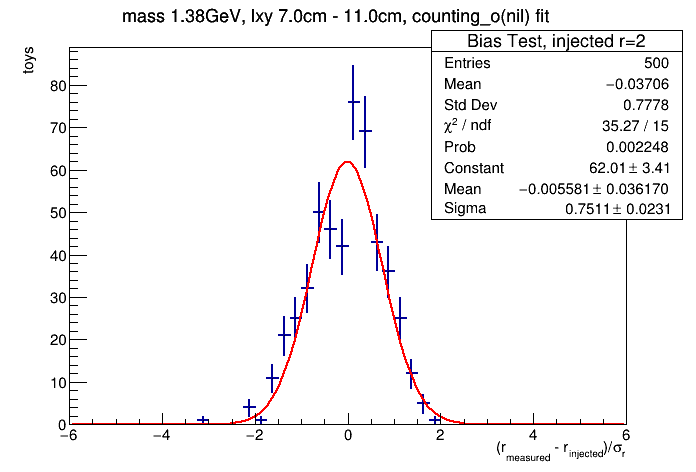 mass 1.38GeV, lxy 7.0cm - 11.0cm, counting_o(nil) fit
Bias Test, injected r=2
Entries 500
Mean −0.03706
Std Dev 0.7778
χ² / ndf 35.27 / 15
Prob 0.002248
Constant 62.01 ± 3.41
Mean −0.005581 ± 0.036170
Sigma 0.7511 ± 0.0231
toys
80
70
60
50
40
30
20
10
0
−6 −4 −2 0 2 4 6
(r_measured - r_injected)/σ_r